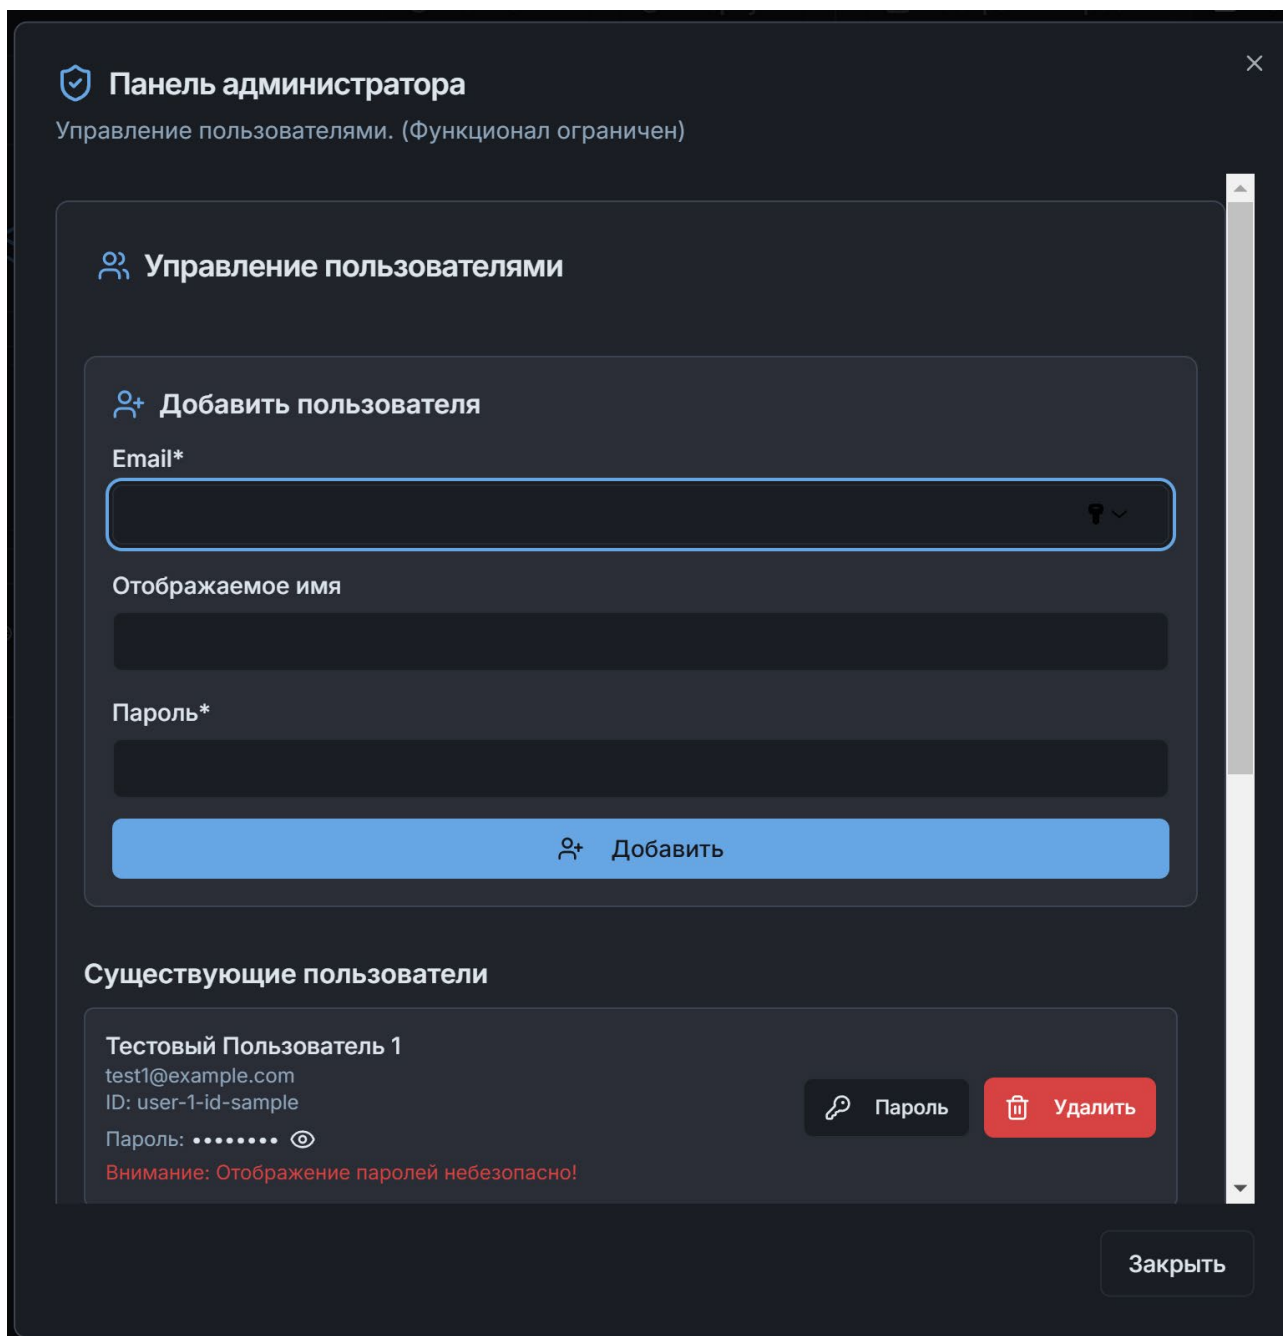 Панель администратора
Управление пользователями. (Функционал ограничен)
Управление пользователями
Добавить пользователя
Email*
Отображаемое имя
Пароль*
Добавить
Существующие пользователи
Тестовый Пользователь 1
test1@example.com
ID: user-1-id-sample
Пароль: ••••••••
Внимание: Отображение паролей небезопасно!
Пароль
Удалить
Закрыть